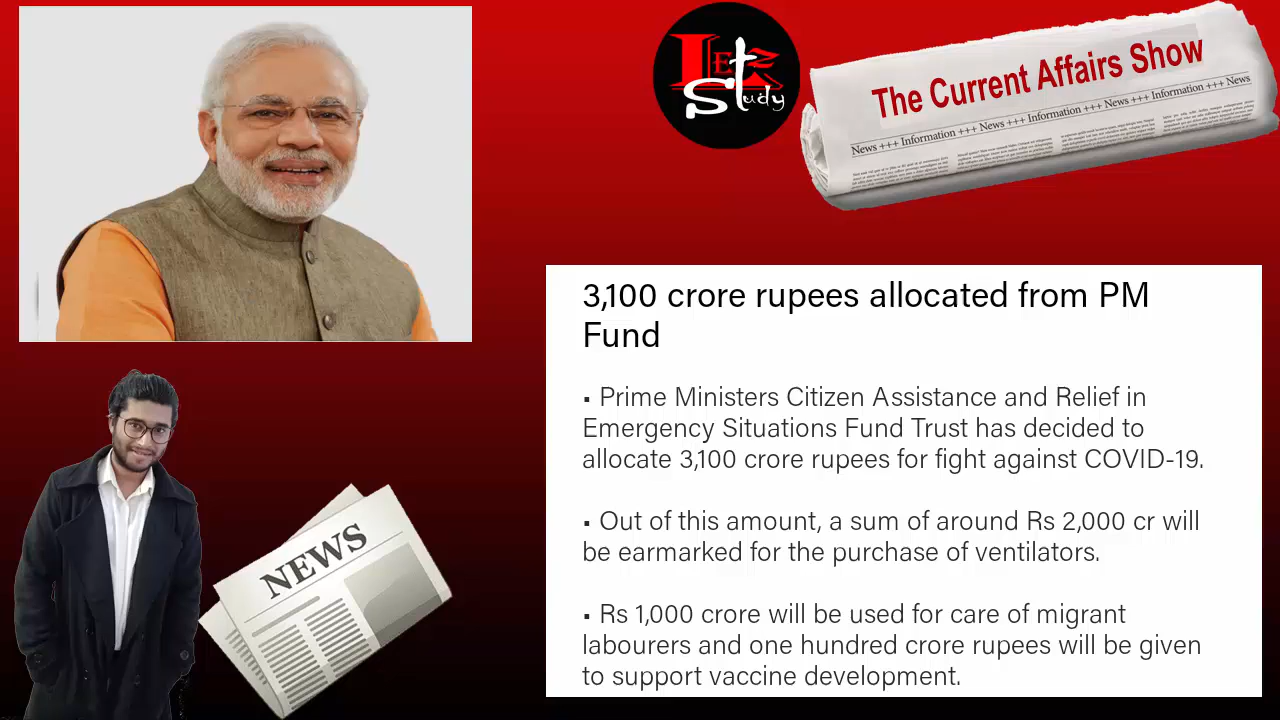 LEt'z
Study
The Current Affairs Show
News +++ Information +++ News +++ Information +++ News +++ Information +++ News
NEWS
3,100 crore rupees allocated from PM
Fund
▪ Prime Ministers Citizen Assistance and Relief in
Emergency Situations Fund Trust has decided to
allocate 3,100 crore rupees for fight against COVID-19.
▪ Out of this amount, a sum of around Rs 2,000 cr will
be earmarked for the purchase of ventilators.
▪ Rs 1,000 crore will be used for care of migrant
labourers and one hundred crore rupees will be given
to support vaccine development.